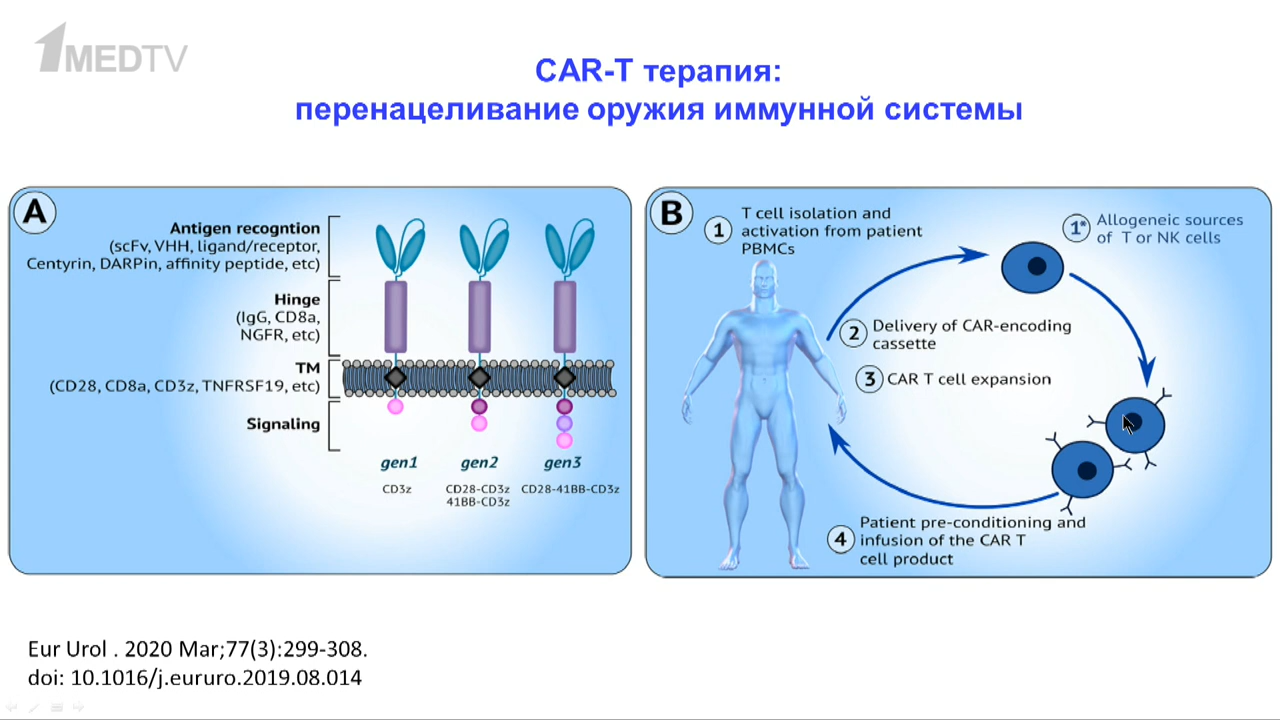 1MEDTV
CAR-T терапия:
перенацеливание оружия иммунной системы
A
Antigen recogntion
(scFv, VHH, ligand/receptor,
Centyrin, DARPin, affinity peptide, etc)
Hinge
(IgG, CD8a,
NGFR, etc)
TM
(CD28, CD8a, CD3z, TNFRSF19, etc)
Signaling
gen1
gen2
gen3
CD3z
CD28-CD3z
41BB-CD3z
CD28-41BB-CD3z
B
1
T cell isolation and
activation from patient
PBMCs
1*
Allogeneic sources
of T or NK cells
2
Delivery of CAR-encoding
cassette
3
CAR T cell expansion
4
Patient pre-conditioning and
infusion of the CAR T
cell product
Eur Urol . 2020 Mar;77(3):299-308.
doi: 10.1016/j.eururo.2019.08.014